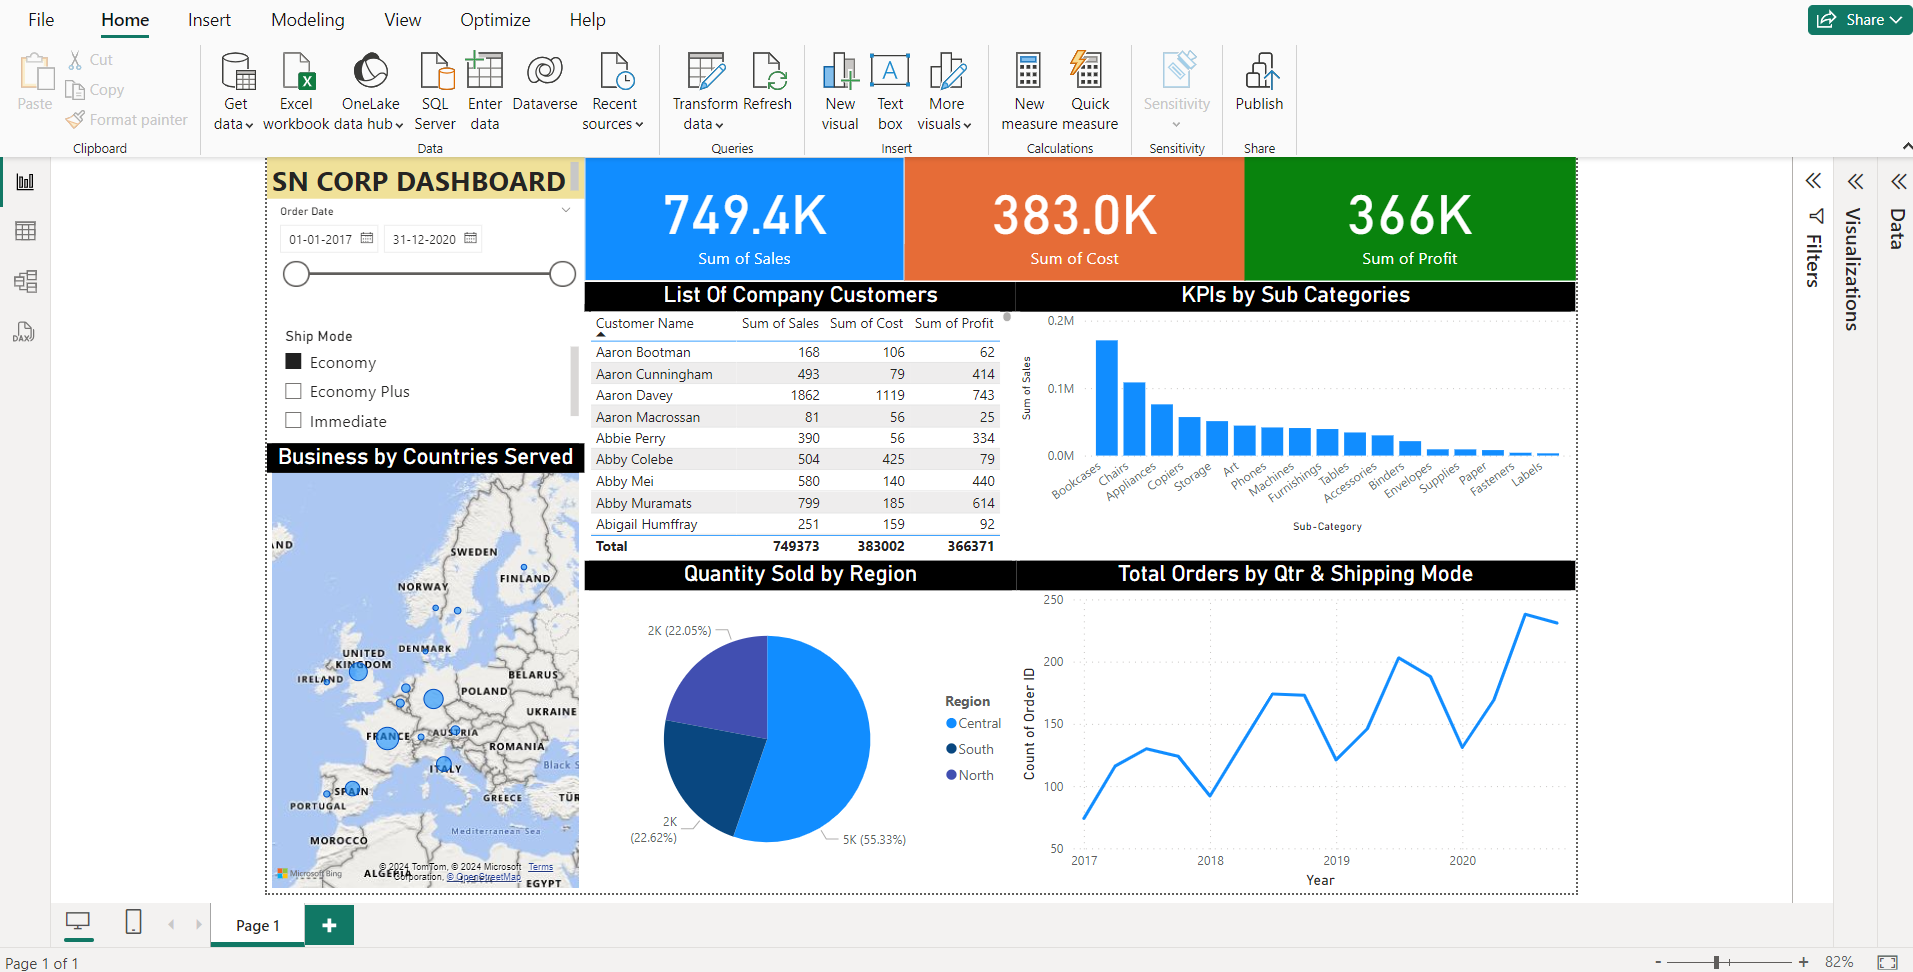 File Home Insert Modeling View Optimize Help Share
Paste
Cut
Copy
Format painter
Clipboard
Get data
Excel workbook
OneLake data hub
SQL Server
Enter data
Dataverse
Recent sources
Data
Transform data
Refresh
Queries
New visual
Text box
More visuals
Insert
New measure
Quick measure
Calculations
Sensitivity
Sensitivity
Publish
Share
SN CORP DASHBOARD
Order Date
01-01-2017 31-12-2020
Ship Mode
Economy
Economy Plus
Immediate
749.4K
Sum of Sales
383.0K
Sum of Cost
366K
Sum of Profit
List Of Company Customers
Customer Name Sum of Sales Sum of Cost Sum of Profit
Aaron Bootman 168 106 62
Aaron Cunningham 493 79 414
Aaron Davey 1862 1119 743
Aaron Macrossan 81 56 25
Abbie Perry 390 56 334
Abby Colebe 504 425 79
Abby Mei 580 140 440
Abby Muramats 799 185 614
Abigail Humffray 251 159 92
Total 749373 383002 366371
KPIs by Sub Categories
Sum of Sales
0.2M
0.1M
0.0M
Bookcases Chairs Appliances Copiers Storage Art Phones Machines Furnishings Tables Accessories Binders Envelopes Supplies Paper Fasteners Labels
Sub-Category
Business by Countries Served
AND
SWEDEN
FINLAND
NORWAY
UNITED KINGDOM
DENMARK
IRELAND
BELARUS
POLAND
UKRAINE
FRANCE
AUSTRIA
ROMANIA
ITALY
Black S
SPAIN
PORTUGAL
GREECE
TÜR
Mediterranean Sea
MOROCCO
ALGERIA
EGYPT
Microsoft Bing
© 2024 TomTom, © 2024 Microsoft Corporation, © OpenStreetMap Terms
Quantity Sold by Region
2K (22.05%)
2K (22.62%)
5K (55.33%)
Region
Central
South
North
Total Orders by Qtr & Shipping Mode
Count of Order ID
250
200
150
100
50
2017 2018 2019 2020
Year
Filters
Visualizations
Data
DAX
Page 1
Page 1 of 1
82%